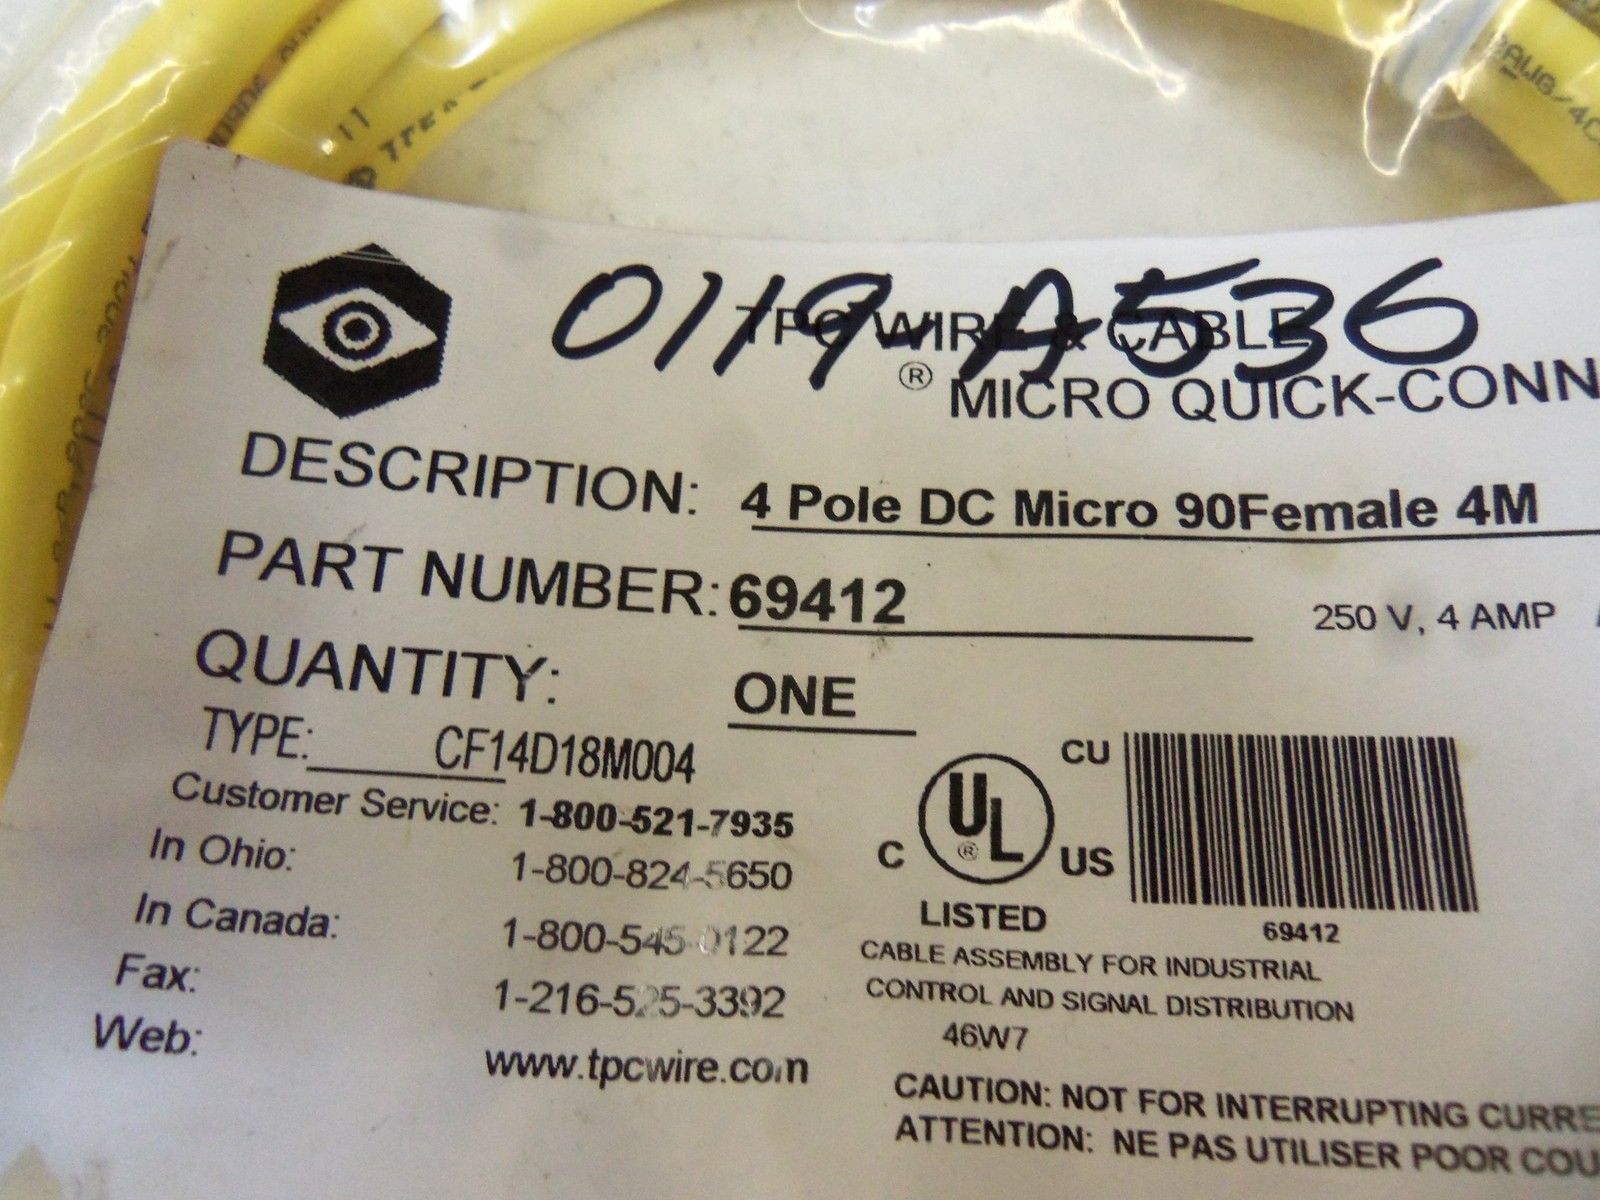 0119-A536
TPC WIRE & CABLE
® MICRO QUICK-CONN
DESCRIPTION: 4 Pole DC Micro 90Female 4M
PART NUMBER: 69412
250 V, 4 AMP
QUANTITY: ONE
TYPE: CF14D18M004
Customer Service: 1-800-521-7935
In Ohio: 1-800-824-5650
In Canada: 1-800-545-0122
Fax: 1-216-525-3392
Web: www.tpcwire.com
C UL ® US
CU
LISTED
69412
CABLE ASSEMBLY FOR INDUSTRIAL
CONTROL AND SIGNAL DISTRIBUTION
46W7
CAUTION: NOT FOR INTERRUPTING CURRE
ATTENTION: NE PAS UTILISER POOR COU